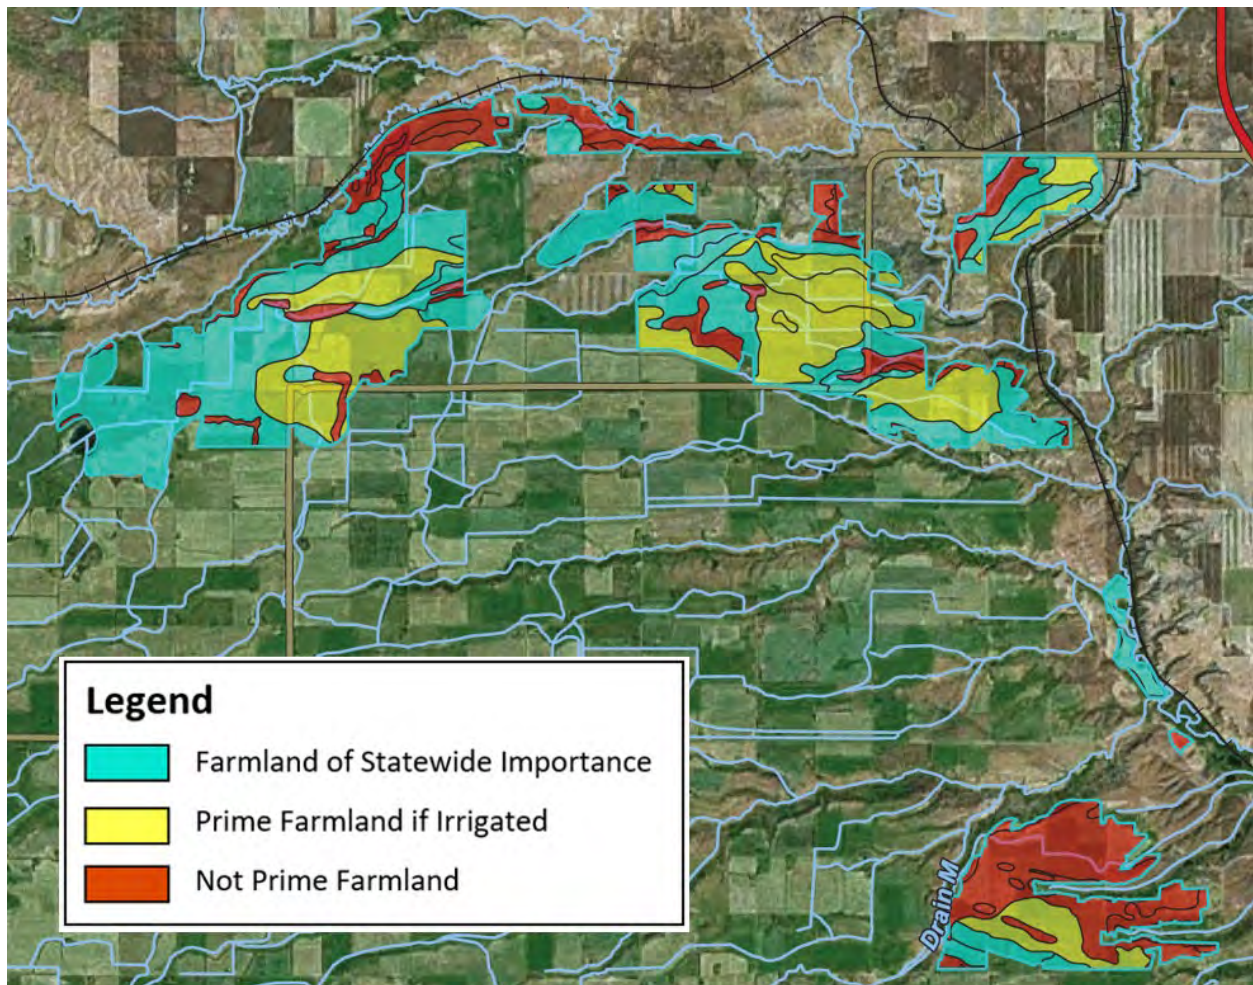 Legend
Farmland of Statewide Importance
Prime Farmland if Irrigated
Not Prime Farmland
Drain M